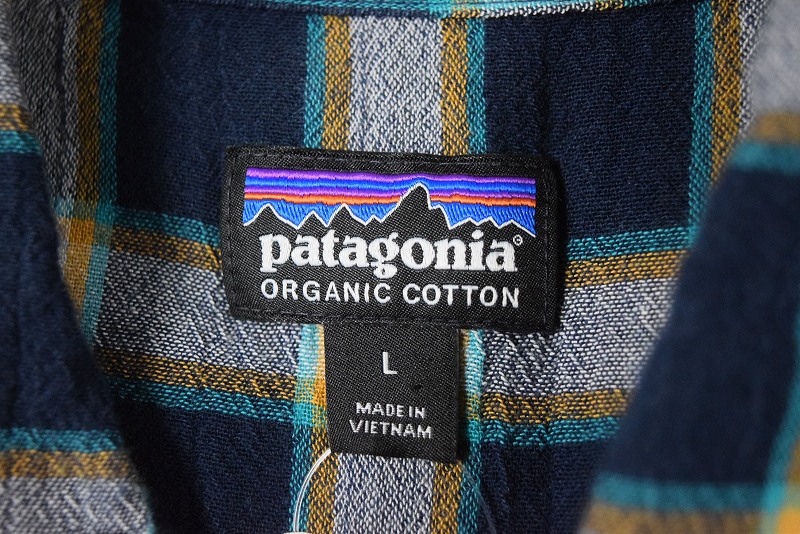 patagonia®
ORGANIC COTTON
L
MADE IN
VIETNAM